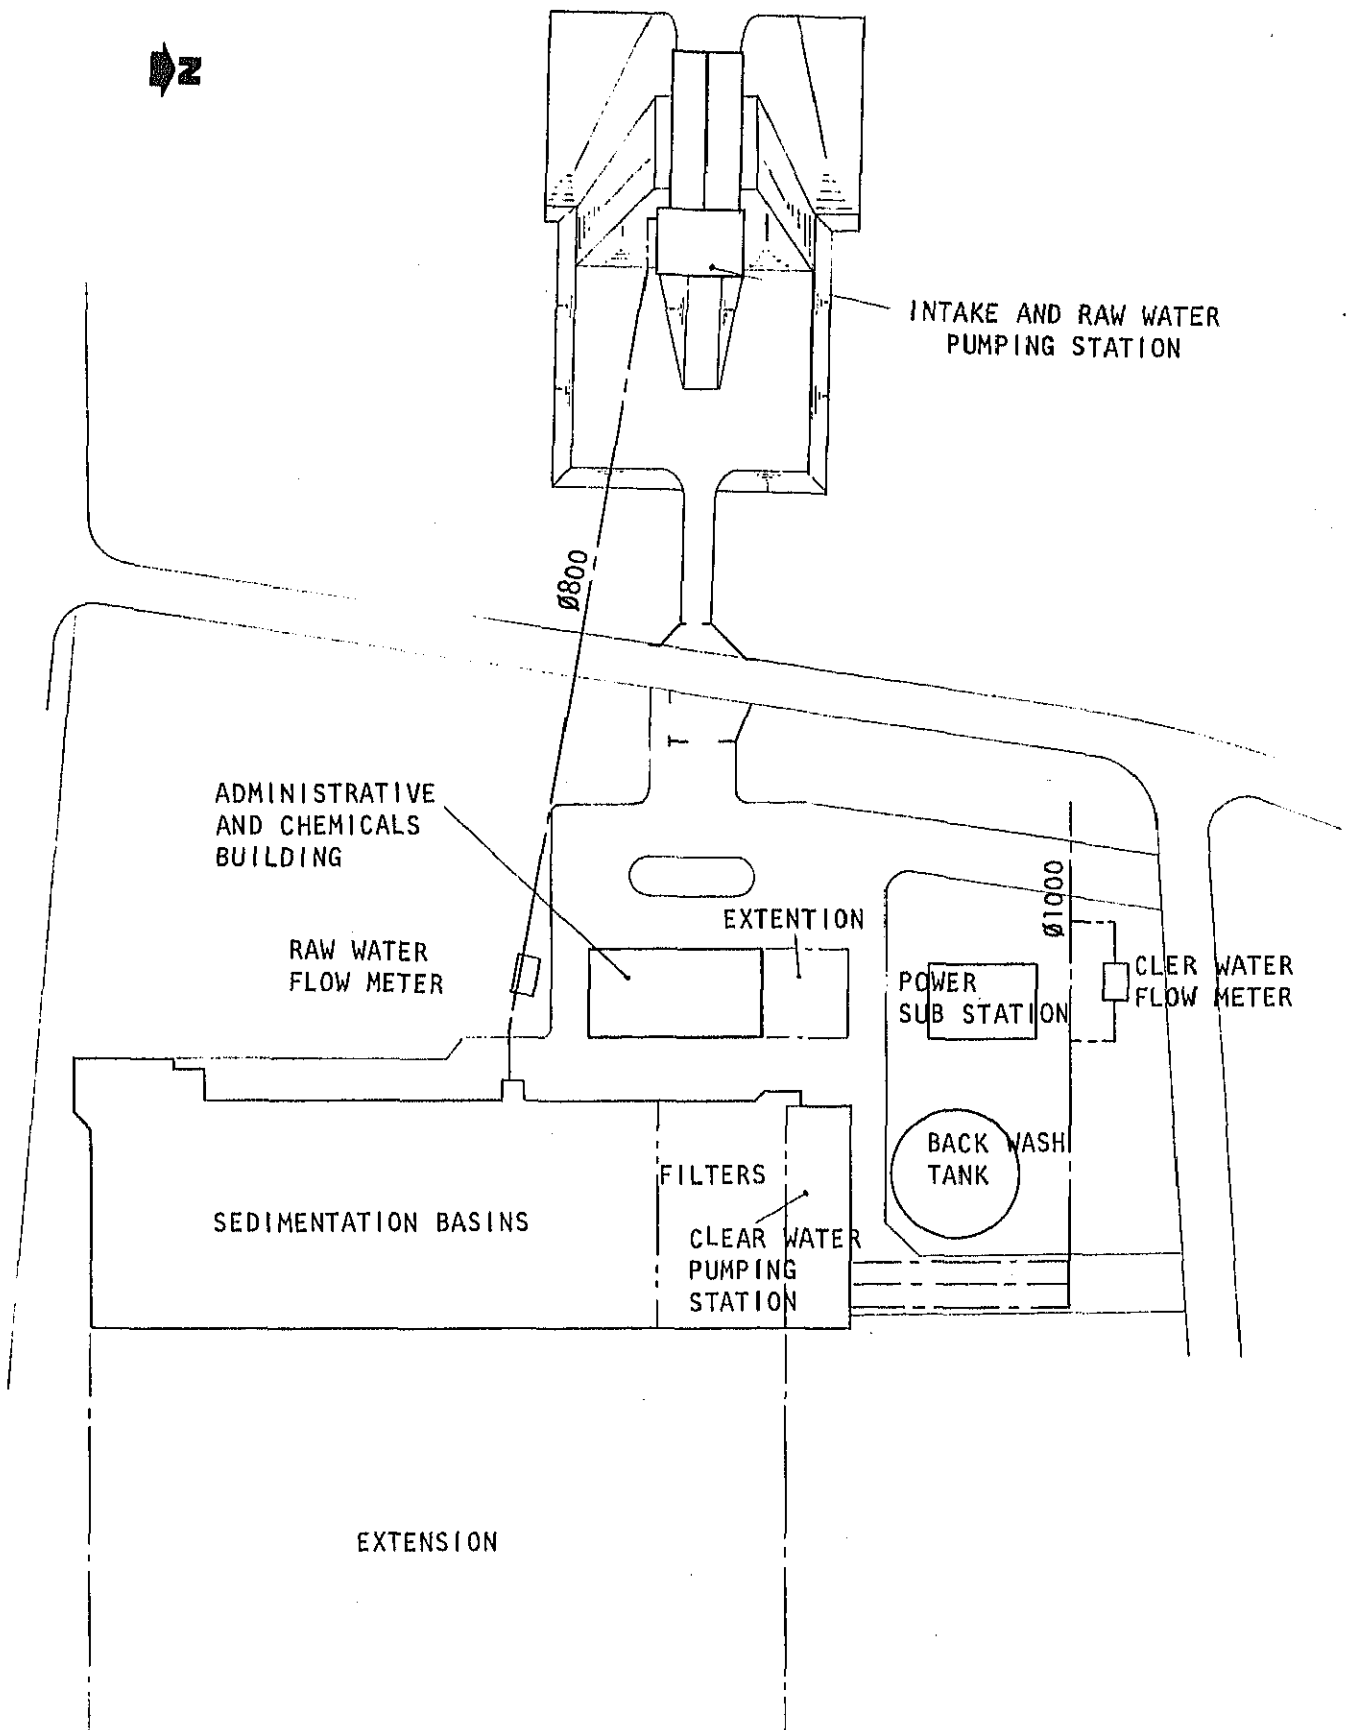 N
INTAKE AND RAW WATER
PUMPING STATION
Ø800
ADMINISTRATIVE
AND CHEMICALS
BUILDING
EXTENTION
Ø1000
RAW WATER
FLOW METER
POWER
SUB STATION
CLER WATER
FLOW METER
BACK WASH
TANK
FILTERS
SEDIMENTATION BASINS
CLEAR WATER
PUMPING
STATION
EXTENSION